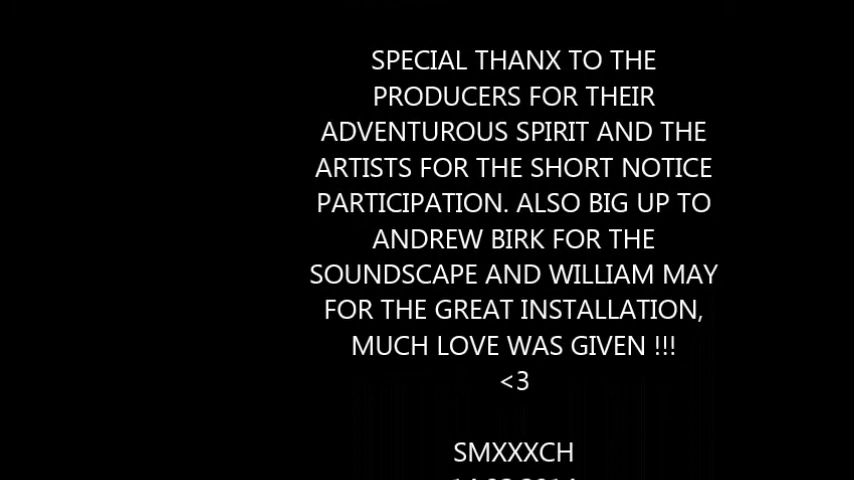 SPECIAL THANX TO THE
PRODUCERS FOR THEIR
ADVENTUROUS SPIRIT AND THE
ARTISTS FOR THE SHORT NOTICE
PARTICIPATION. ALSO BIG UP TO
ANDREW BIRK FOR THE
SOUNDSCAPE AND WILLIAM MAY
FOR THE GREAT INSTALLATION,
MUCH LOVE WAS GIVEN !!!
<3
SMXXXCH